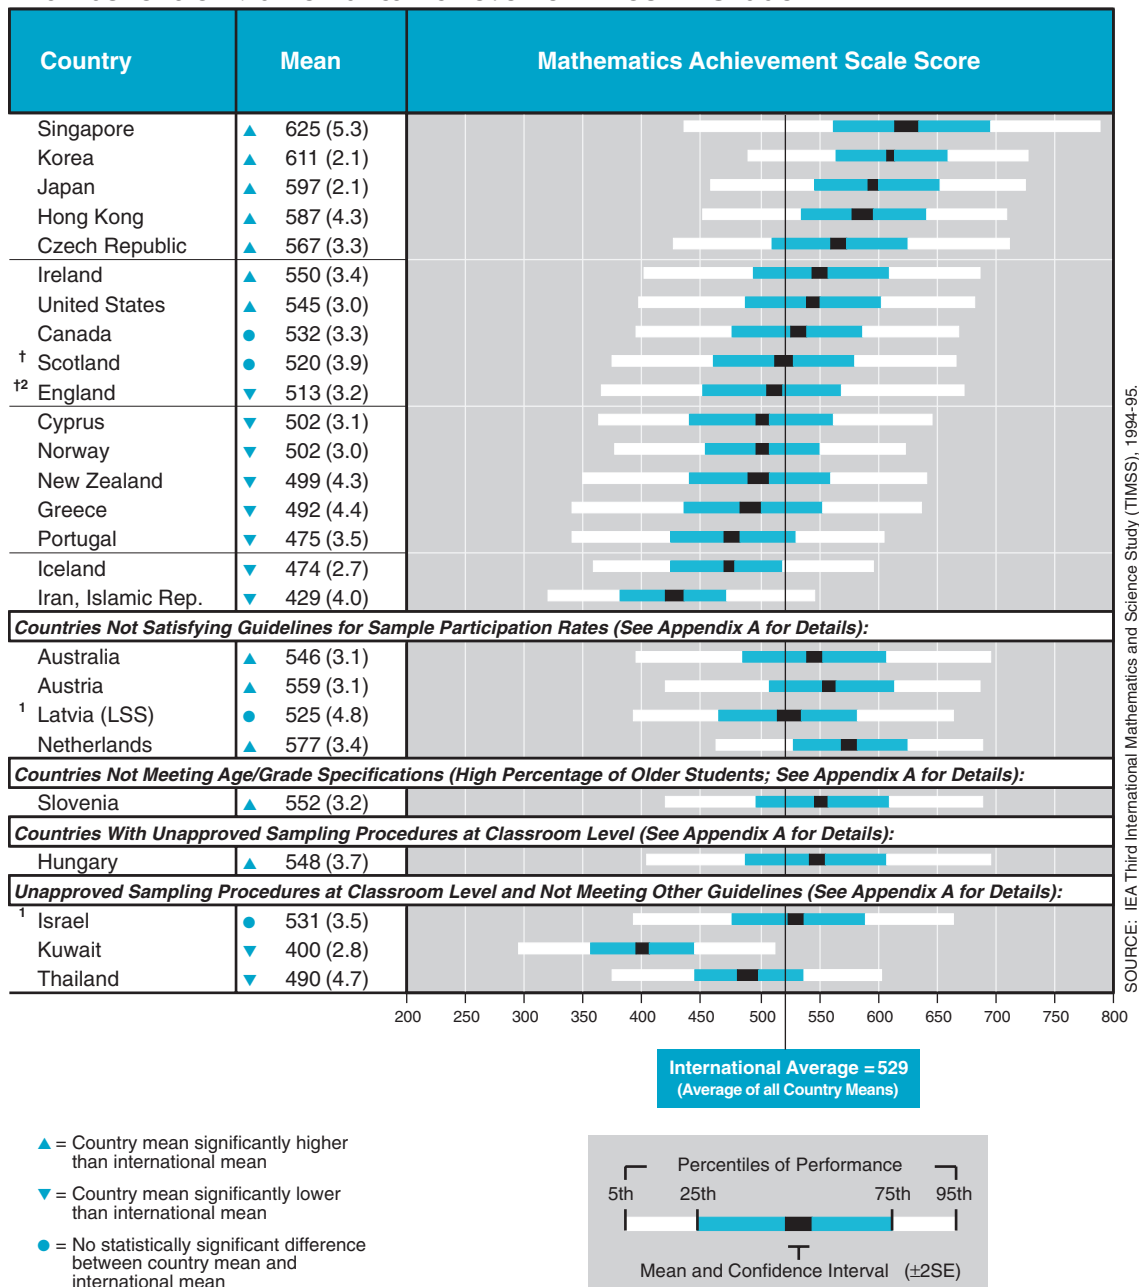 Country Mean Mathematics Achievement Scale Score
Singapore ▲ 625 (5.3)
Korea ▲ 611 (2.1)
Japan ▲ 597 (2.1)
Hong Kong ▲ 587 (4.3)
Czech Republic ▲ 567 (3.3)
Ireland ▲ 550 (3.4)
United States ▲ 545 (3.0)
Canada ● 532 (3.3)
† Scotland ● 520 (3.9)
†2 England ▼ 513 (3.2)
Cyprus ▼ 502 (3.1)
Norway ▼ 502 (3.0)
New Zealand ▼ 499 (4.3)
Greece ▼ 492 (4.4)
Portugal ▼ 475 (3.5)
Iceland ▼ 474 (2.7)
Iran, Islamic Rep. ▼ 429 (4.0)
Countries Not Satisfying Guidelines for Sample Participation Rates (See Appendix A for Details):
Australia ▲ 546 (3.1)
Austria ▲ 559 (3.1)
1 Latvia (LSS) ● 525 (4.8)
Netherlands ▲ 577 (3.4)
Countries Not Meeting Age/Grade Specifications (High Percentage of Older Students; See Appendix A for Details):
Slovenia ▲ 552 (3.2)
Countries With Unapproved Sampling Procedures at Classroom Level (See Appendix A for Details):
Hungary ▲ 548 (3.7)
Unapproved Sampling Procedures at Classroom Level and Not Meeting Other Guidelines (See Appendix A for Details):
1 Israel ● 531 (3.5)
Kuwait ▼ 400 (2.8)
Thailand ▼ 490 (4.7)
200 250 300 350 400 450 500 550 600 650 700 750 800
International Average = 529
(Average of all Country Means)
▲ = Country mean significantly higher
than international mean
▼ = Country mean significantly lower
than international mean
● = No statistically significant difference
between country mean and
international mean
Percentiles of Performance
5th 25th 75th 95th
Mean and Confidence Interval (±2SE)
SOURCE: IEA Third International Mathematics and Science Study (TIMSS), 1994-95.